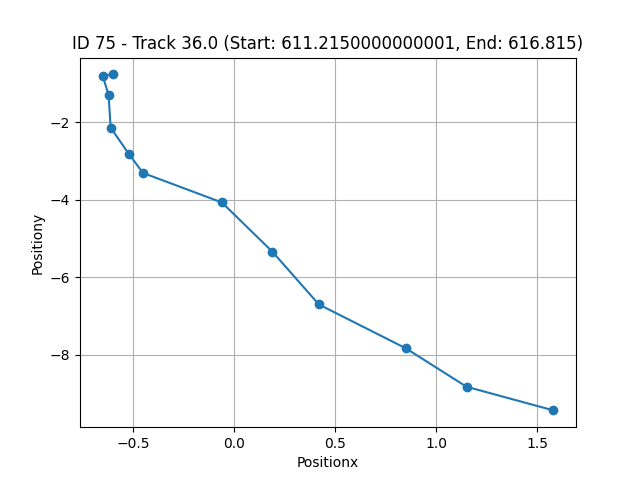 ID 75 - Track 36.0 (Start: 611.2150000000001, End: 616.815)
Positiony
−2
−4
−6
−8
−0.5 0.0 0.5 1.0 1.5
Positionx